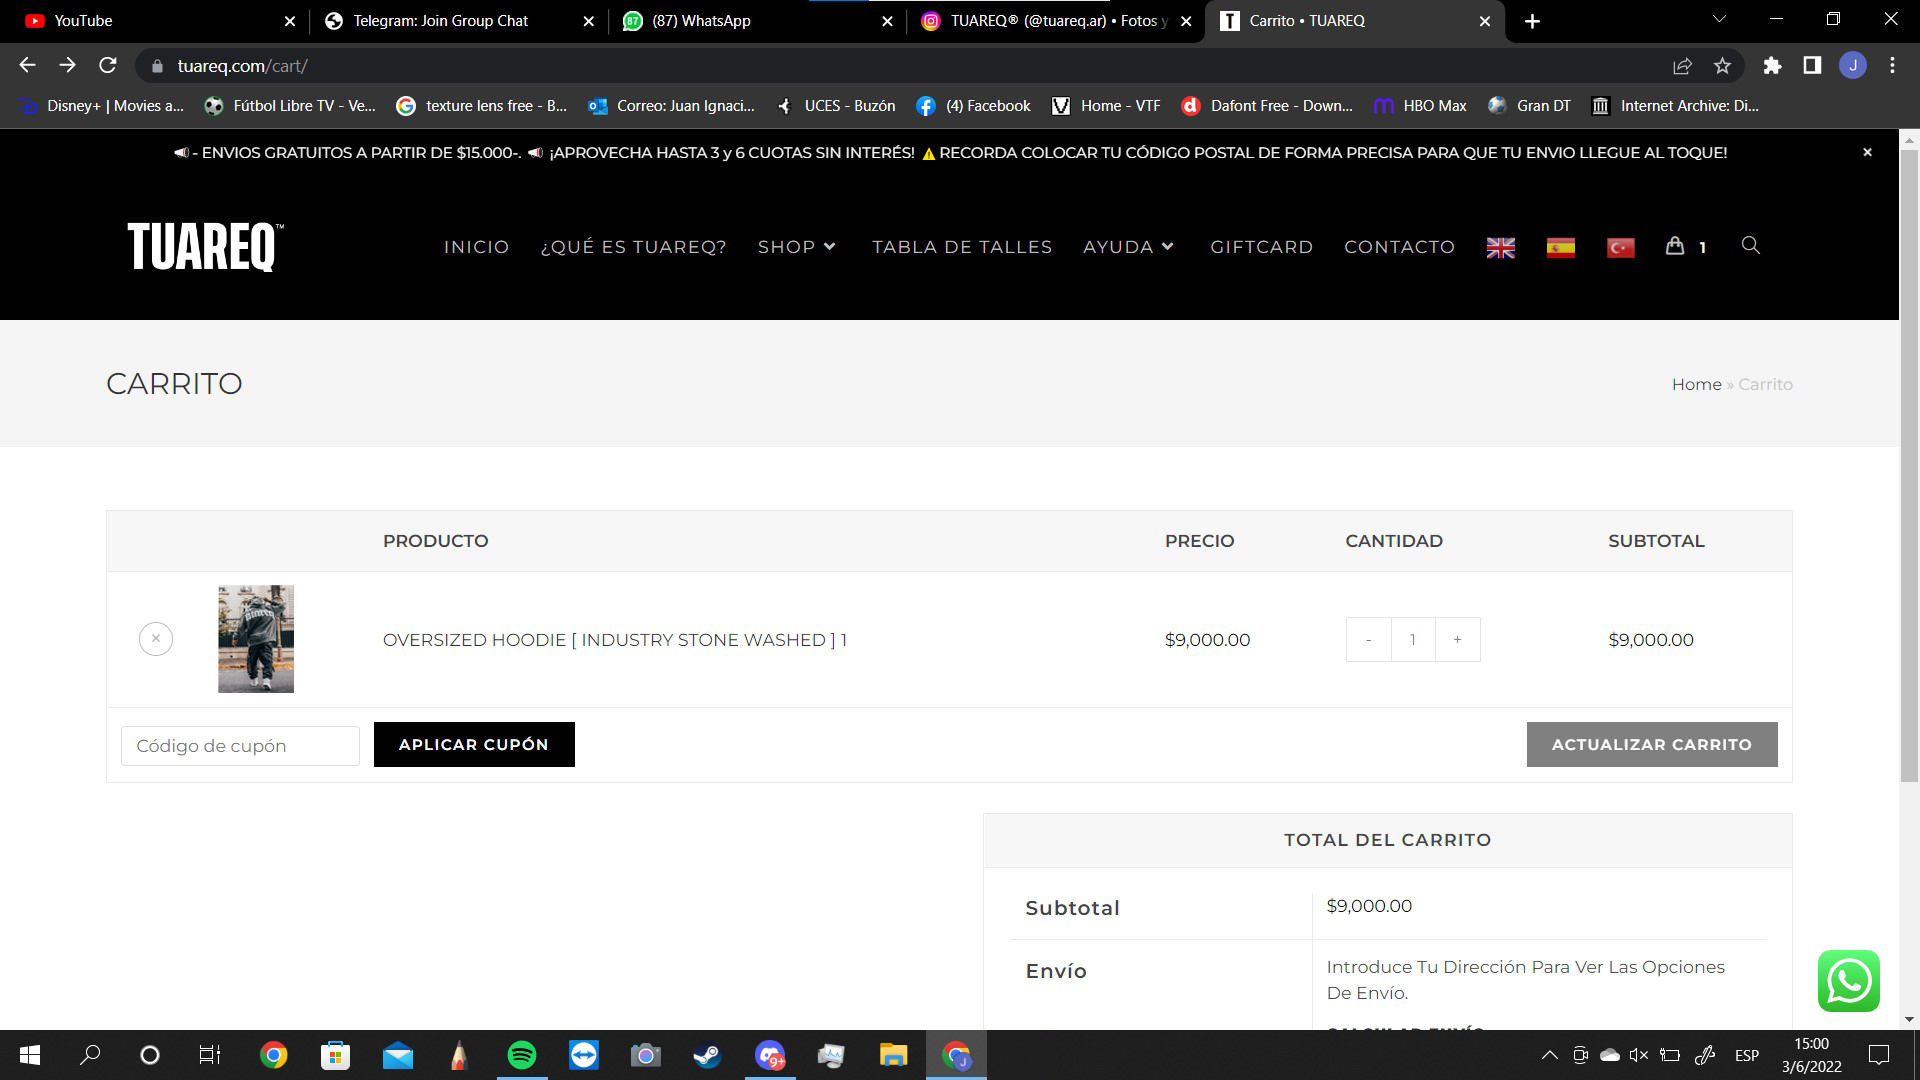 YouTube
Telegram: Join Group Chat
(87) WhatsApp
TUAREQ® (@tuareq.ar) • Fotos y
Carrito • TUAREQ
tuareq.com/cart/
J
Disney+ | Movies a...
Fútbol Libre TV - Ve...
texture lens free - B...
Correo: Juan Ignaci...
UCES - Buzón
(4) Facebook
Home - VTF
Dafont Free - Down...
HBO Max
Gran DT
Internet Archive: Di...
- ENVIOS GRATUITOS A PARTIR DE $15.000-. ¡APROVECHA HASTA 3 y 6 CUOTAS SIN INTERÉS! ⚠ RECORDA COLOCAR TU CÓDIGO POSTAL DE FORMA PRECISA PARA QUE TU ENVIO LLEGUE AL TOQUE!
TUAREQ™
INICIO
¿QUÉ ES TUAREQ?
SHOP
TABLA DE TALLES
AYUDA
GIFTCARD
CONTACTO
1
CARRITO
Home » Carrito
PRODUCTO PRECIO CANTIDAD SUBTOTAL
OVERSIZED HOODIE [ INDUSTRY STONE WASHED ] 1 $9,000.00 - 1 + $9,000.00
Código de cupón
APLICAR CUPÓN
ACTUALIZAR CARRITO
TOTAL DEL CARRITO
Subtotal $9,000.00
Envío
Introduce Tu Dirección Para Ver Las Opciones
De Envío.
CALCULAR ENVÍO
9+
ESP
15:00
3/6/2022